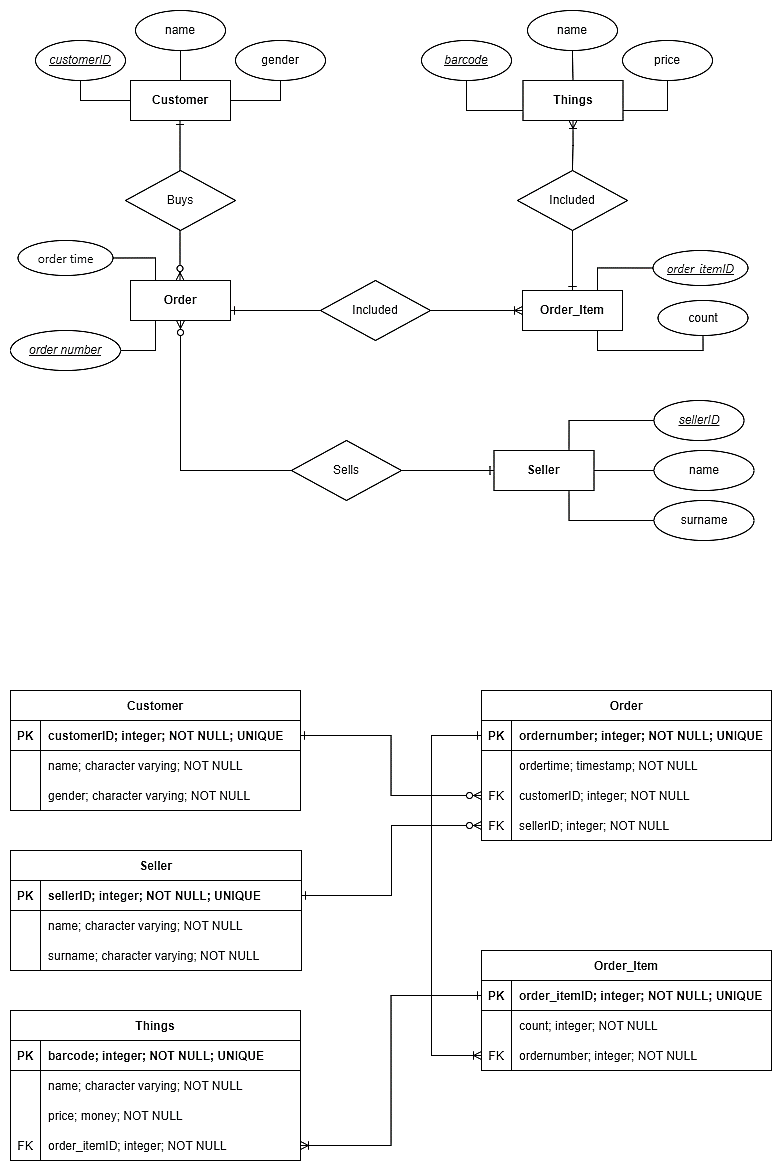 name
name
customerID
gender
barcode
price
Customer
Things
Buys
Included
order time
order_itemID
Order
Included
Order_Item
count
order number
sellerID
Sells
Seller
name
surname
Customer
PK customerID; integer; NOT NULL; UNIQUE
name; character varying; NOT NULL
gender; character varying; NOT NULL
Order
PK ordernumber; integer; NOT NULL; UNIQUE
ordertime; timestamp; NOT NULL
FK customerID; integer; NOT NULL
FK sellerID; integer; NOT NULL
Seller
PK sellerID; integer; NOT NULL; UNIQUE
name; character varying; NOT NULL
surname; character varying; NOT NULL
Order_Item
PK order_itemID; integer; NOT NULL; UNIQUE
count; integer; NOT NULL
FK ordernumber; integer; NOT NULL
Things
PK barcode; integer; NOT NULL; UNIQUE
name; character varying; NOT NULL
price; money; NOT NULL
FK order_itemID; integer; NOT NULL